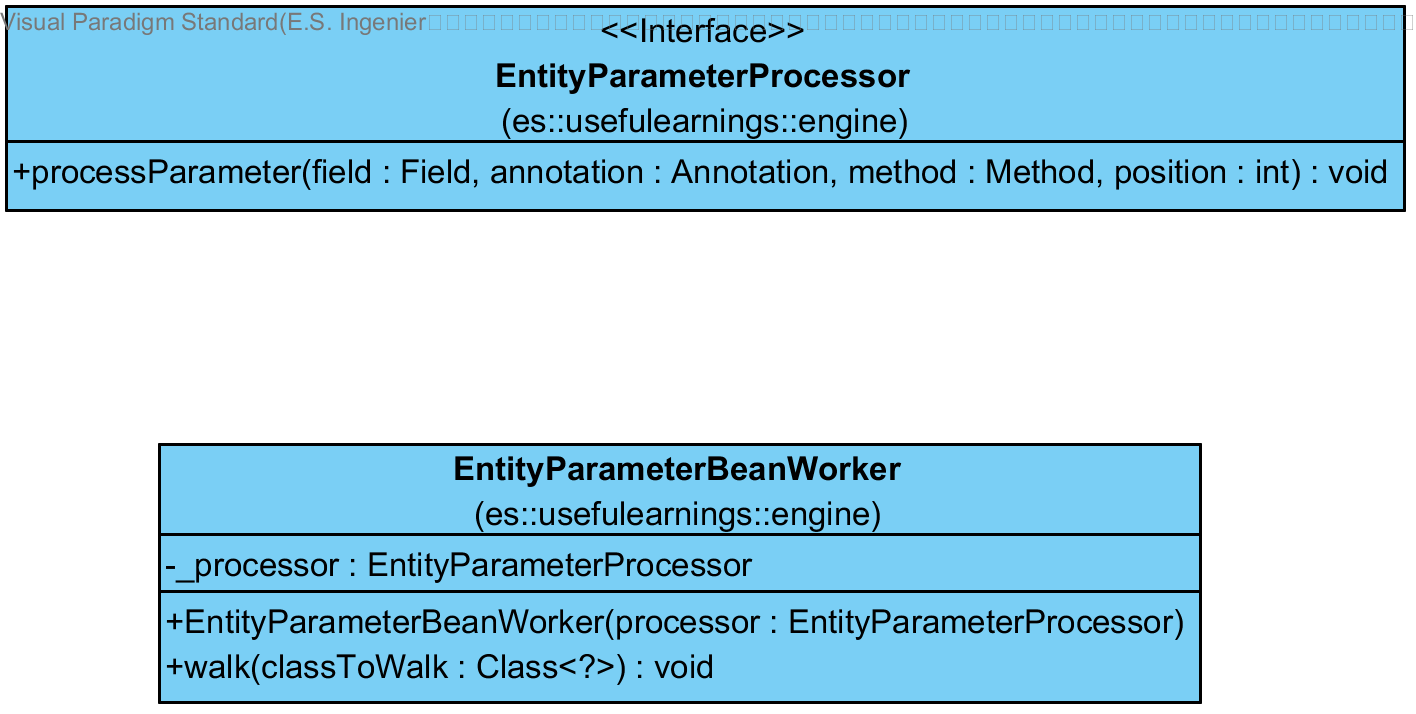 Visual Paradigm Standard(E.S. Ingenier
<<Interface>>
EntityParameterProcessor
(es::usefulearnings::engine)
+processParameter(field : Field, annotation : Annotation, method : Method, position : int) : void
EntityParameterBeanWorker
(es::usefulearnings::engine)
-_processor : EntityParameterProcessor
+EntityParameterBeanWorker(processor : EntityParameterProcessor)
+walk(classToWalk : Class<?>) : void